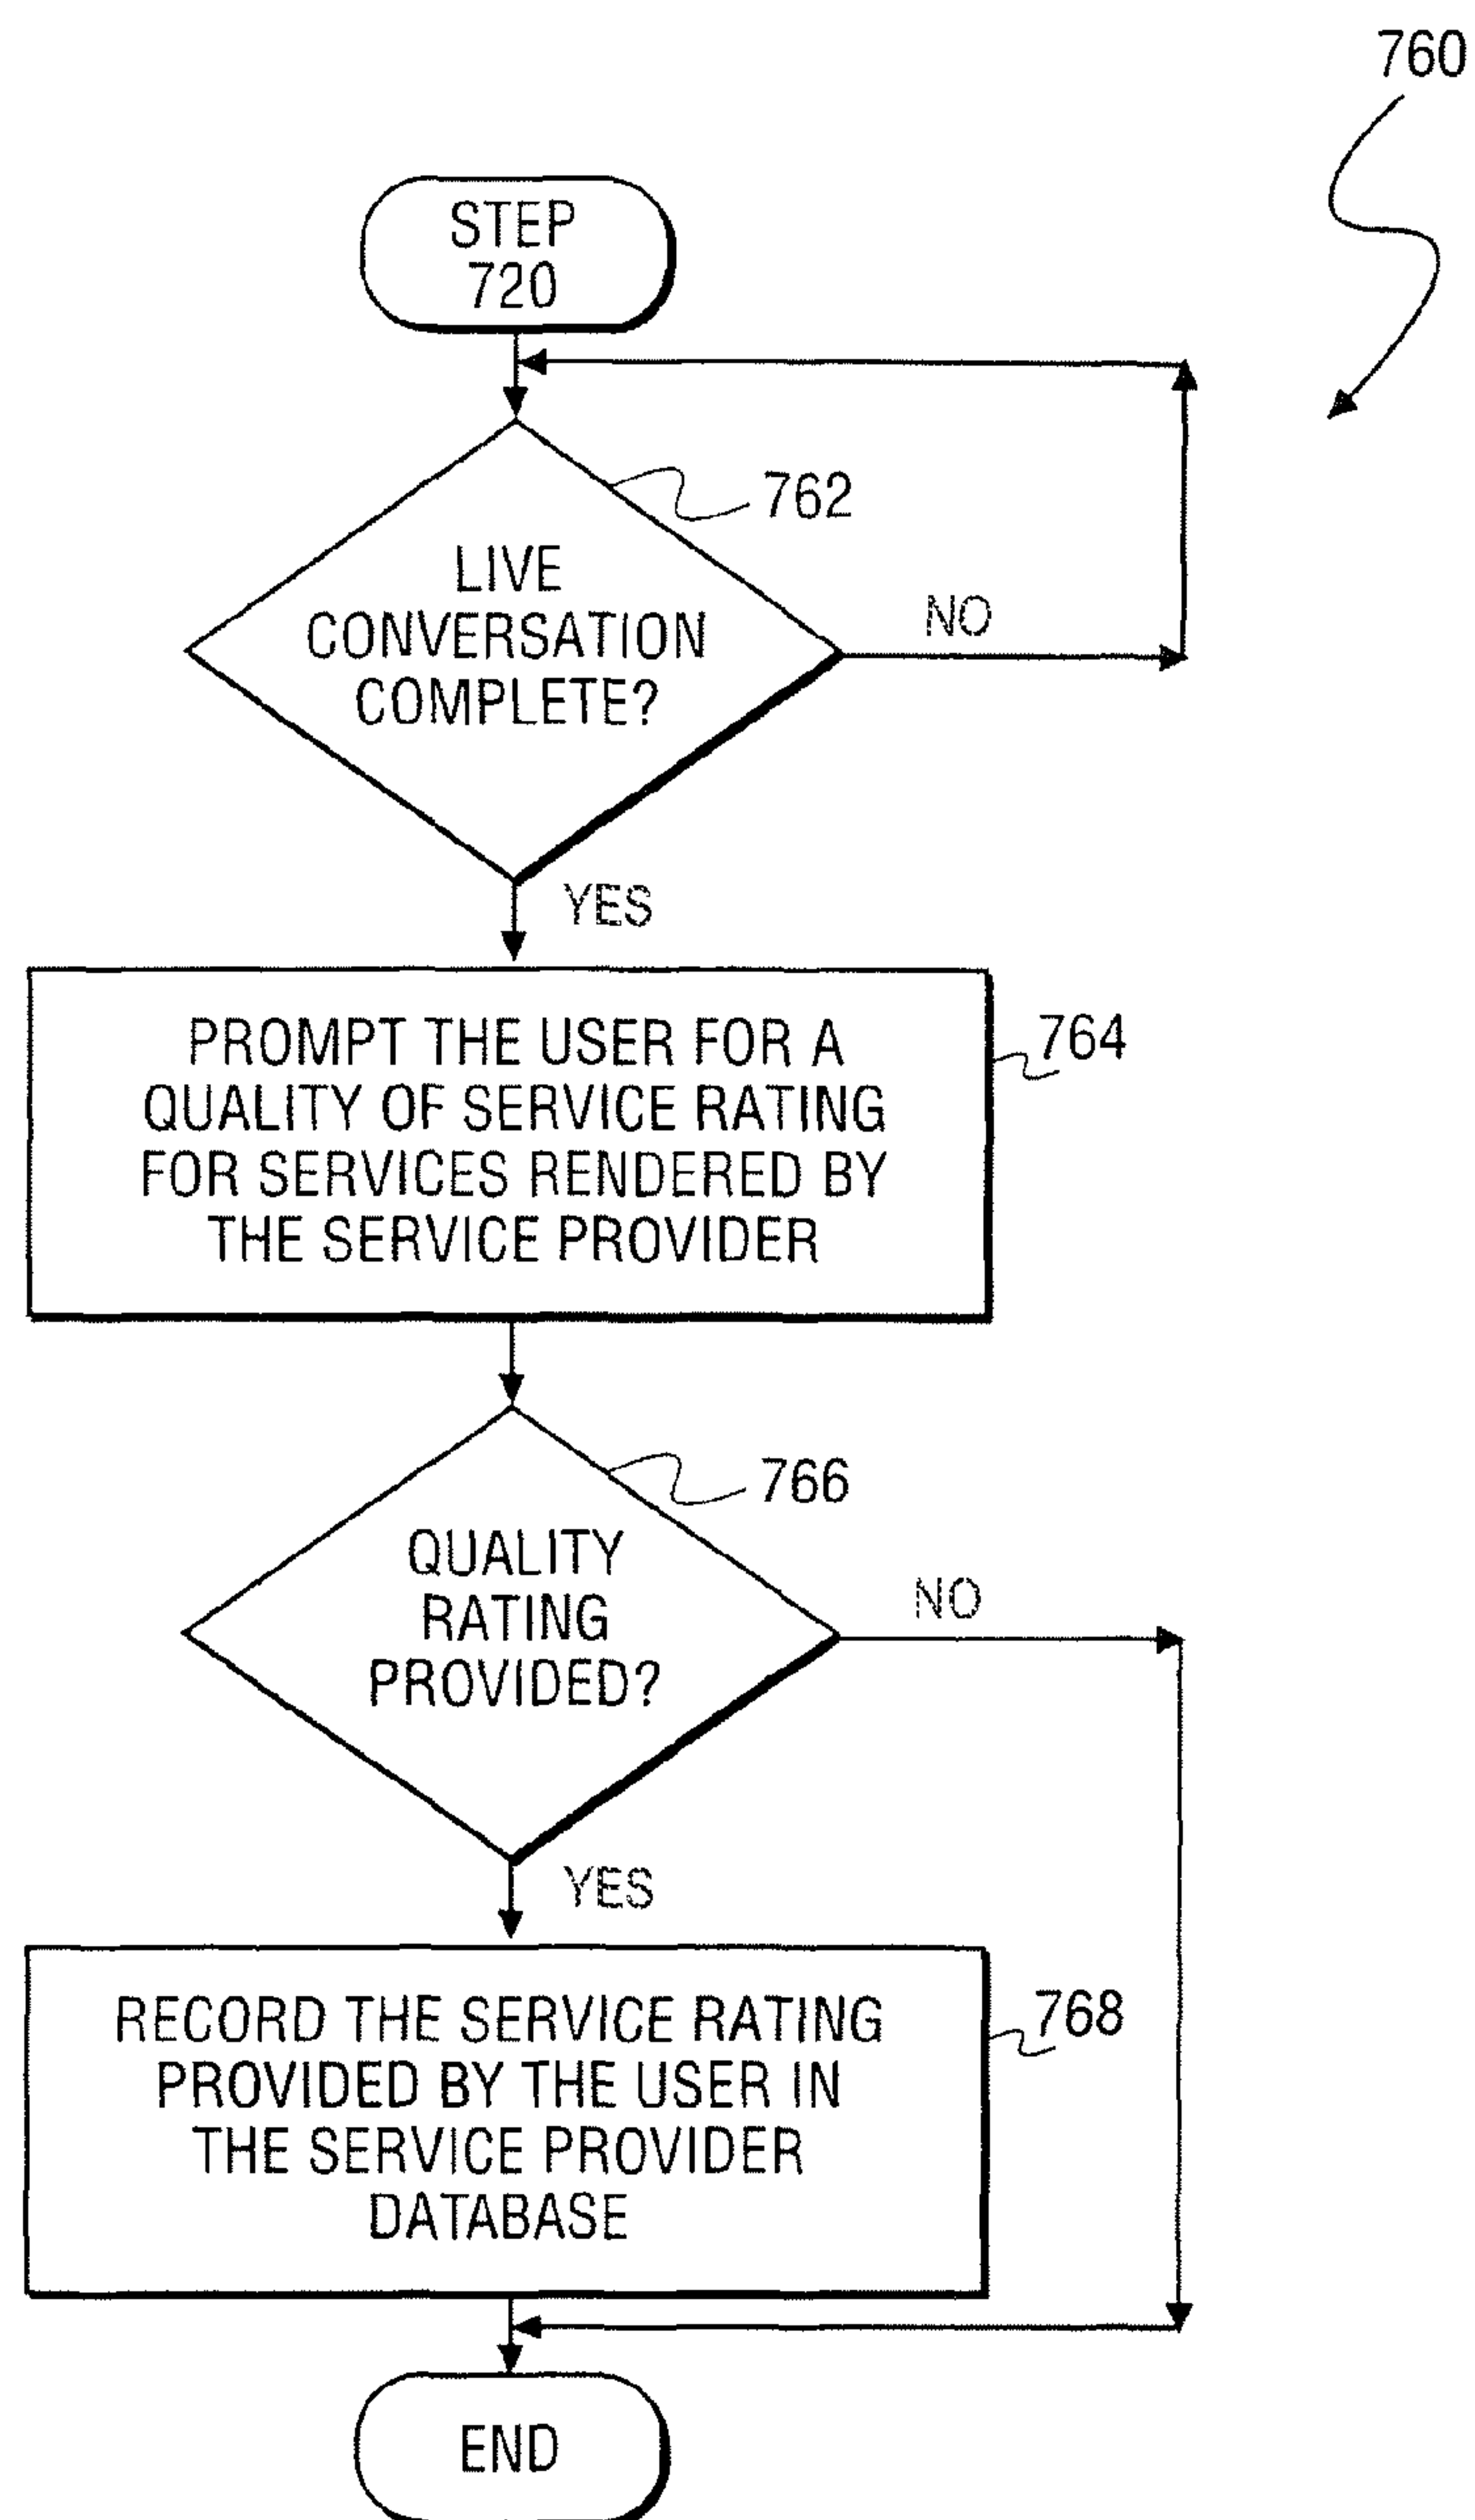 760
STEP
720
762
LIVE
CONVERSATION
COMPLETE?
NO
YES
PROMPT THE USER FOR A
QUALITY OF SERVICE RATING
FOR SERVICES RENDERED BY
THE SERVICE PROVIDER
764
766
QUALITY
RATING
PROVIDED?
NO
YES
RECORD THE SERVICE RATING
PROVIDED BY THE USER IN
THE SERVICE PROVIDER
DATABASE
768
END